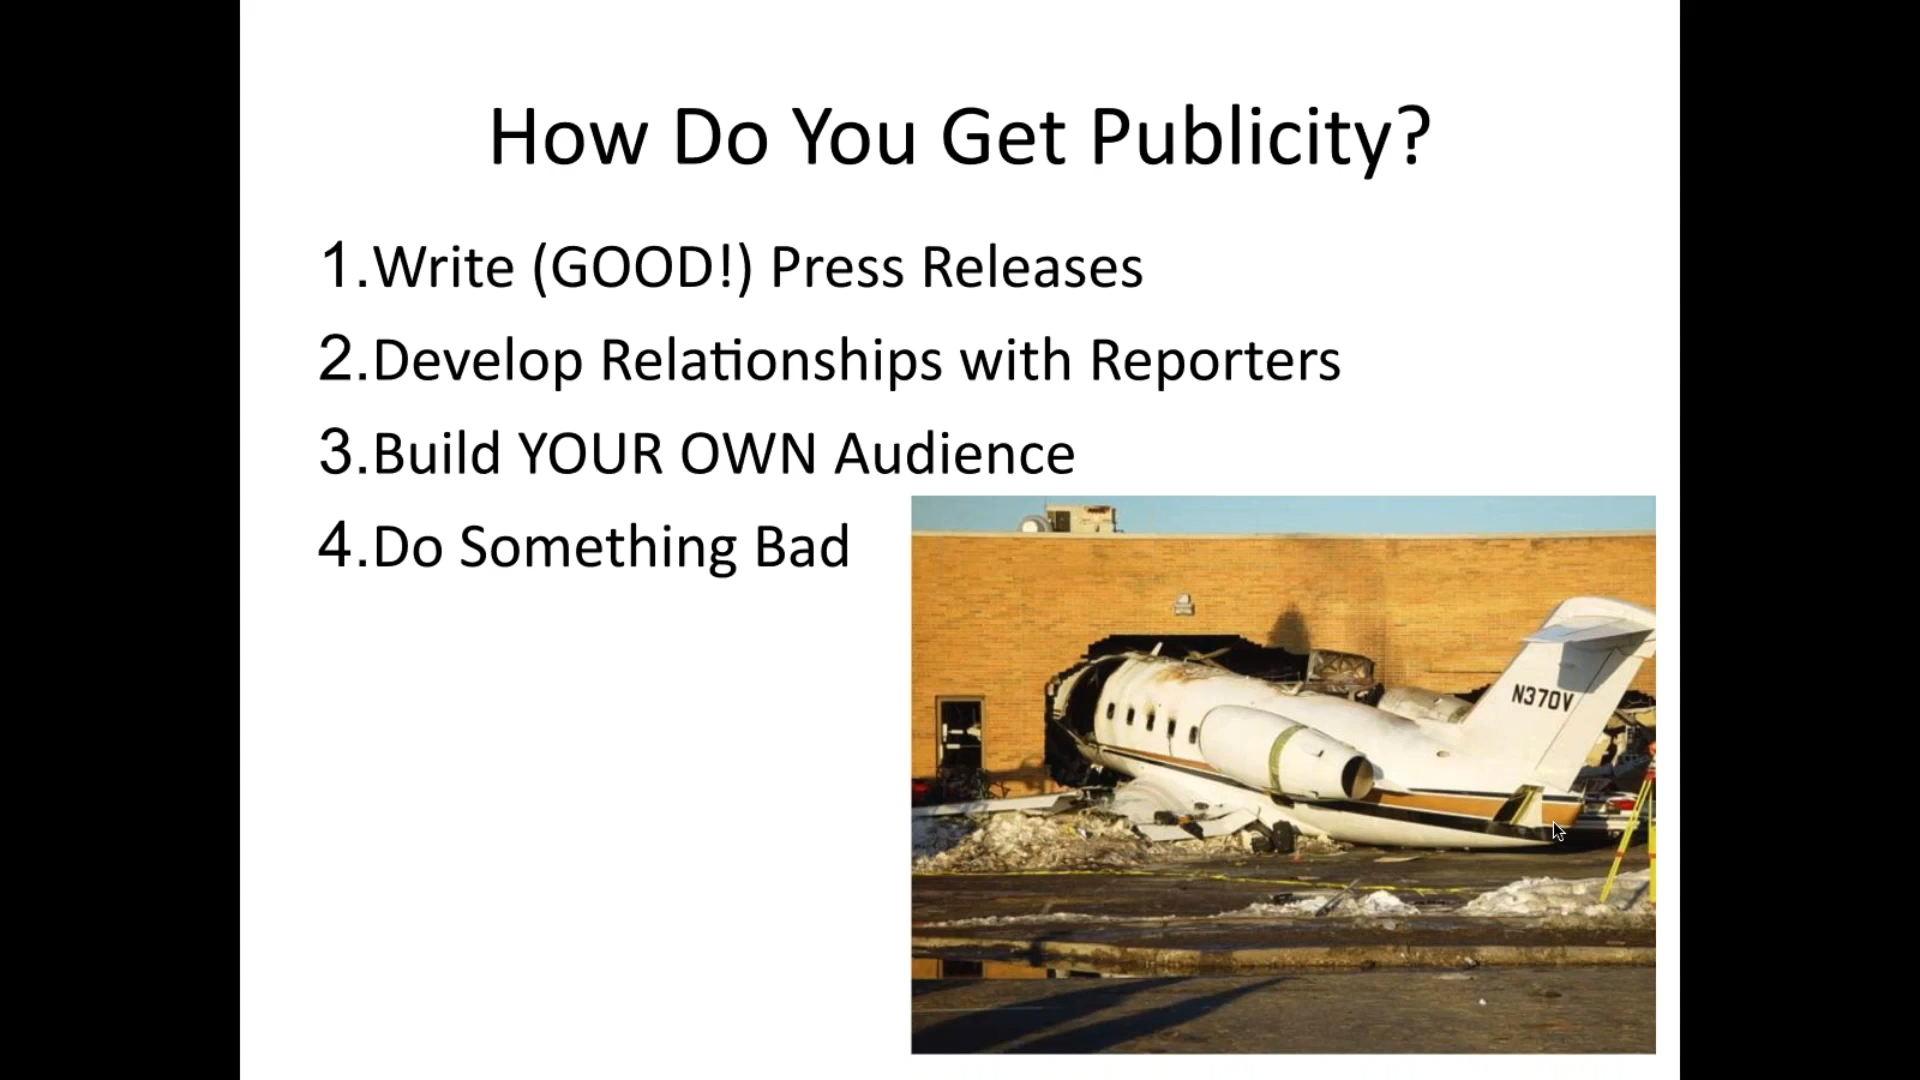 How Do You Get Publicity?
1.Write (GOOD!) Press Releases
2.Develop Relationships with Reporters
3.Build YOUR OWN Audience
4.Do Something Bad
N370V